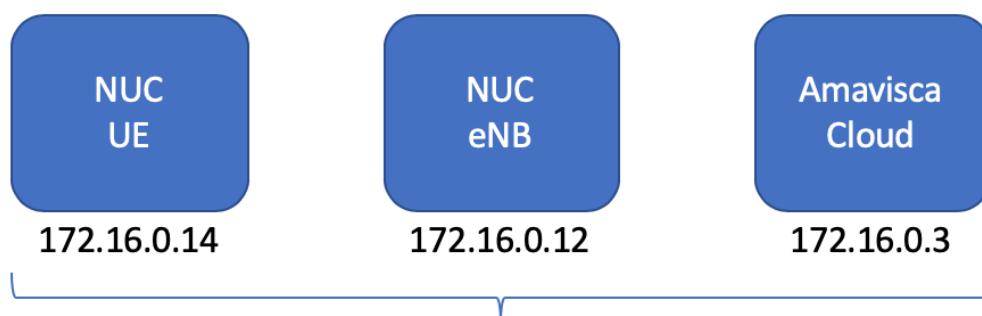 NUC
UE
NUC
eNB
Amavisca
Cloud
172.16.0.14
172.16.0.12
172.16.0.3